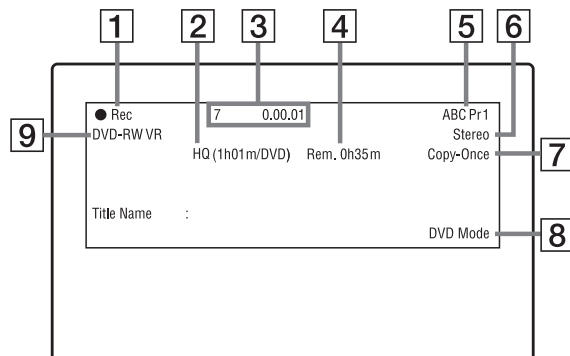 1 2 3 4 5 6
● Rec 7 0.00.01 ABC Pr1
9 DVD-RW VR Stereo
HQ (1h01m/DVD) Rem. 0h35m Copy-Once 7
Title Name :
DVD Mode 8